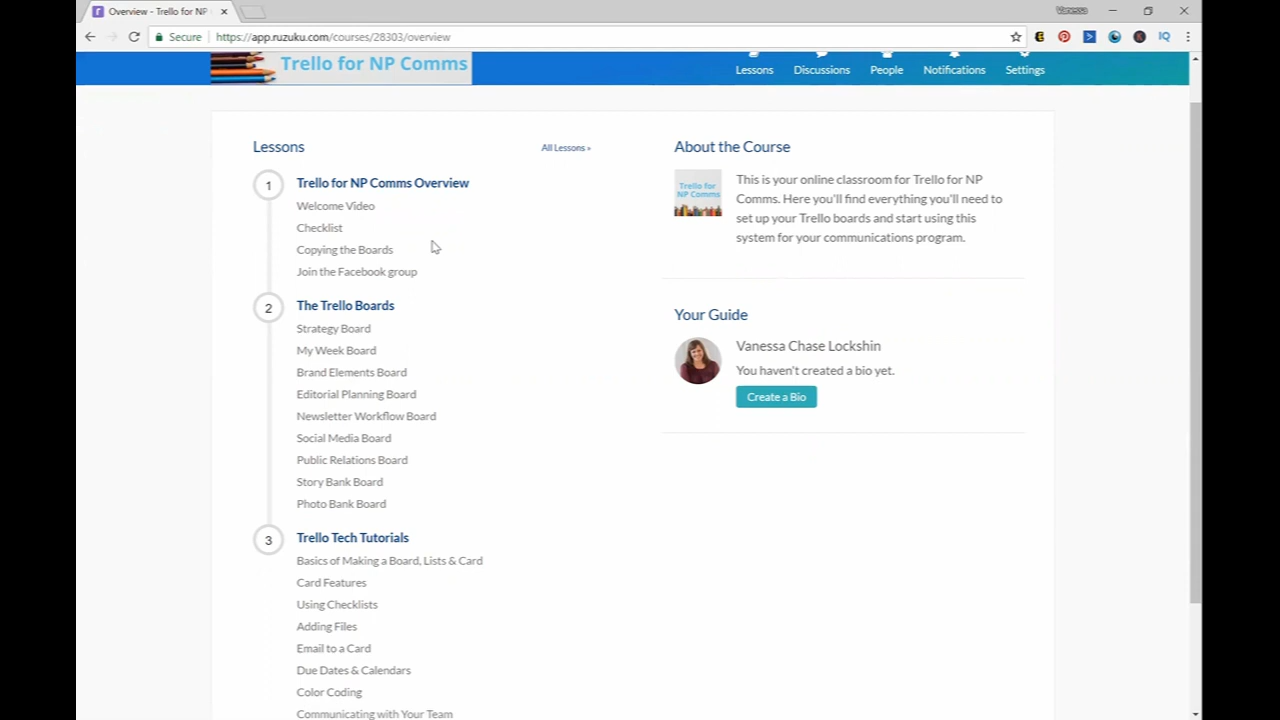 Overview - Trello for NP
Vanessa
Secure
https://app.ruzuku.com/courses/28303/overview
IQ
Trello for NP Comms
Lessons
Discussions
People
Notifications
Settings
Lessons
All Lessons »
1
Trello for NP Comms Overview
Welcome Video
Checklist
Copying the Boards
Join the Facebook group
2
The Trello Boards
Strategy Board
My Week Board
Brand Elements Board
Editorial Planning Board
Newsletter Workflow Board
Social Media Board
Public Relations Board
Story Bank Board
Photo Bank Board
3
Trello Tech Tutorials
Basics of Making a Board, Lists & Card
Card Features
Using Checklists
Adding Files
Email to a Card
Due Dates & Calendars
Color Coding
Communicating with Your Team
About the Course
Trello for
NP Comms
This is your online classroom for Trello for NP
Comms. Here you'll find everything you'll need to
set up your Trello boards and start using this
system for your communications program.
Your Guide
Vanessa Chase Lockshin
You haven't created a bio yet.
Create a Bio